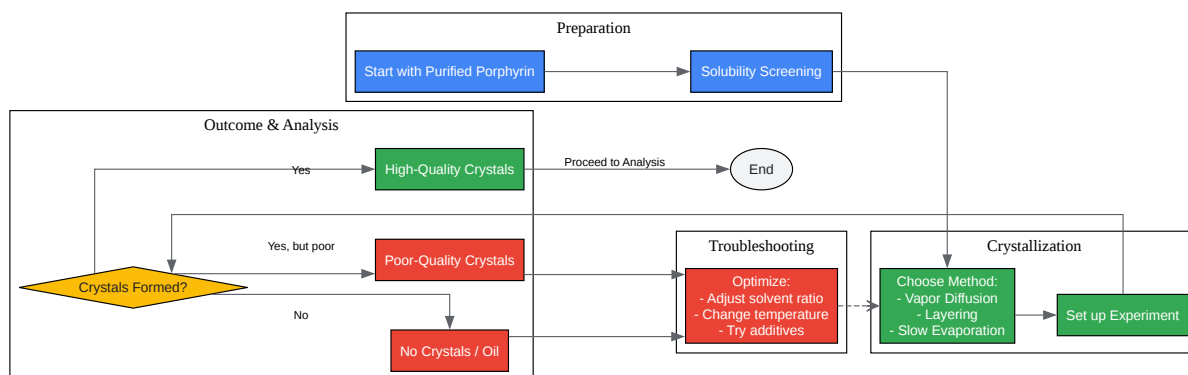 Preparation
Start with Purified Porphyrin
Solubility Screening
Outcome & Analysis
Yes
High-Quality Crystals
Proceed to Analysis
End
Yes, but poor
Poor-Quality Crystals
Crystals Formed?
No
No Crystals / Oil
Troubleshooting
Optimize:
- Adjust solvent ratio
- Change temperature
- Try additives
Crystallization
Choose Method:
- Vapor Diffusion
- Layering
- Slow Evaporation
Set up Experiment